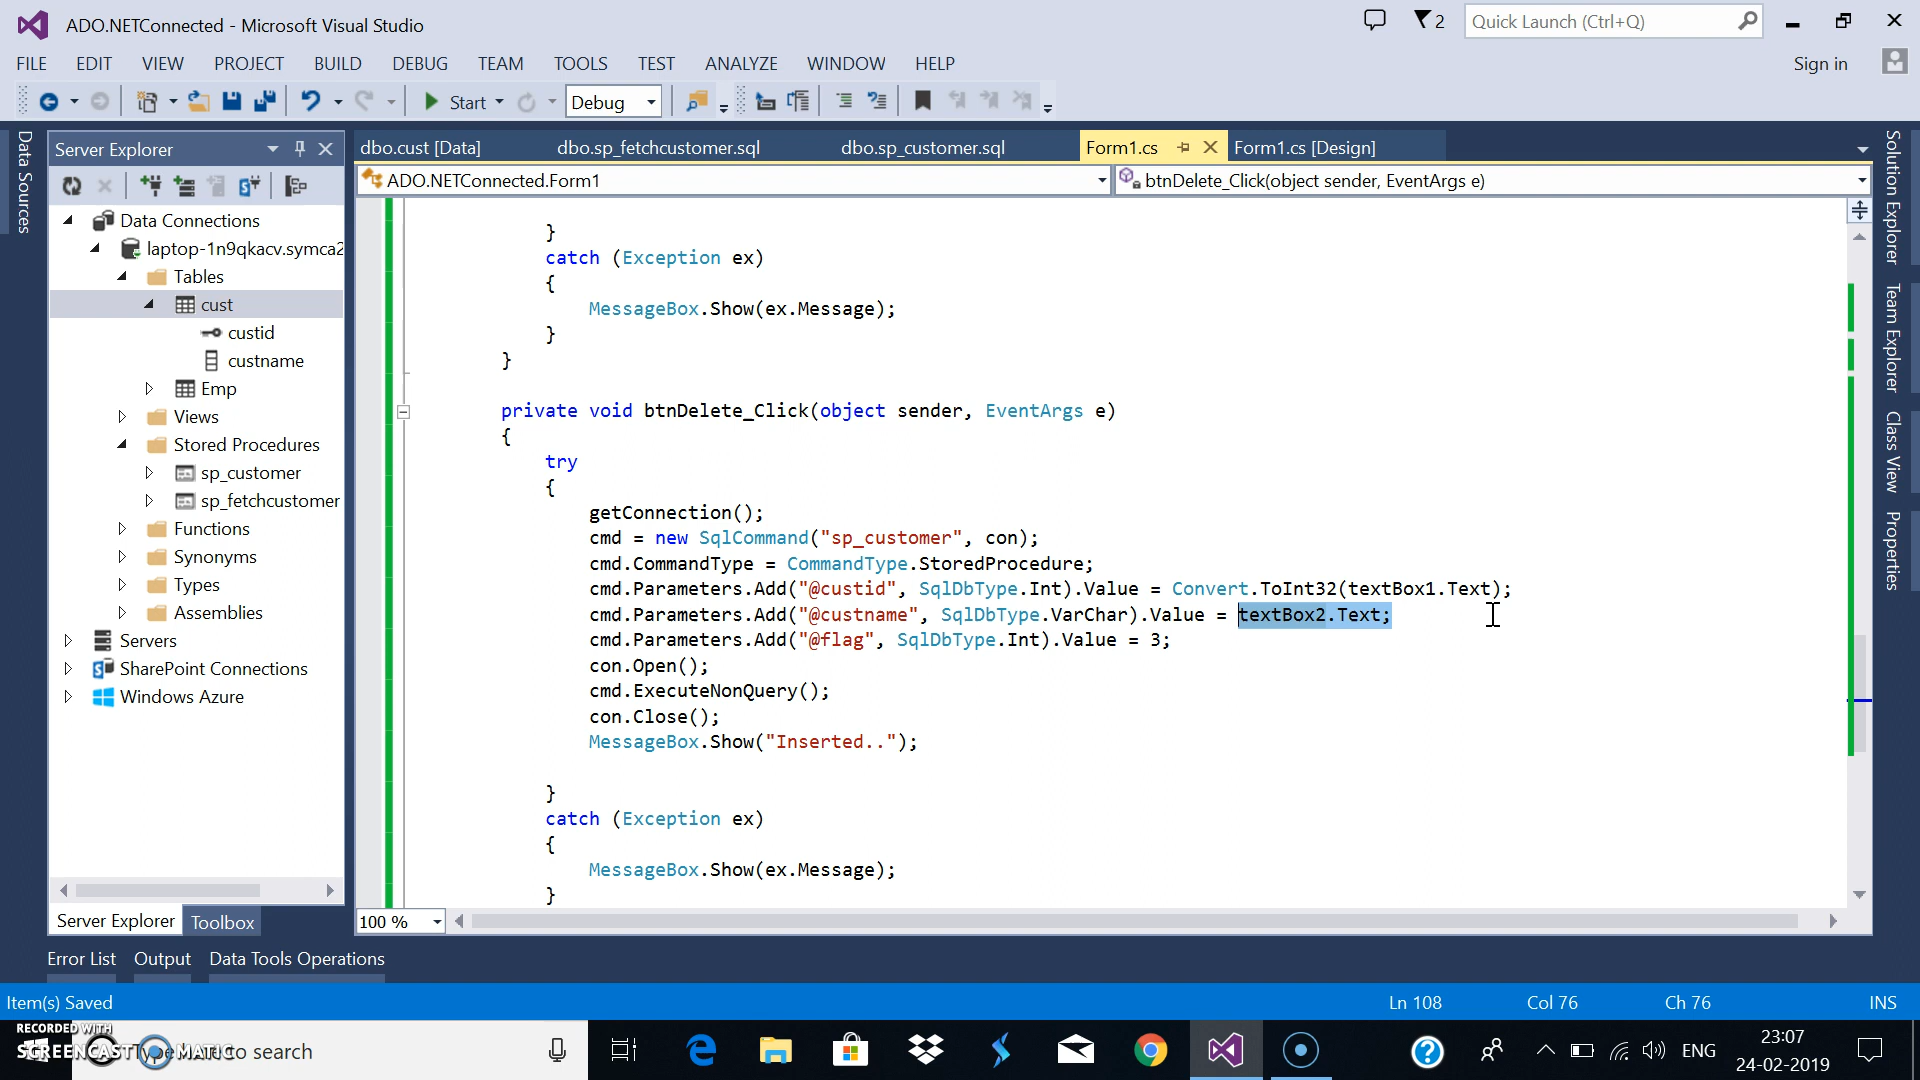 ADO.NETConnected - Microsoft Visual Studio
2
Quick Launch (Ctrl+Q)
FILE EDIT VIEW PROJECT BUILD DEBUG TEAM TOOLS TEST ANALYZE WINDOW HELP
Sign in
Start Debug
Data Sources
Server Explorer
Data Connections
laptop-1n9qkacv.symca2
Tables
cust
custid
custname
Emp
Views
Stored Procedures
sp_customer
sp_fetchcustomer
Functions
Synonyms
Types
Assemblies
Servers
SharePoint Connections
Windows Azure
Server Explorer Toolbox
dbo.cust [Data] dbo.sp_fetchcustomer.sql dbo.sp_customer.sql Form1.cs Form1.cs [Design]
ADO.NETConnected.Form1 btnDelete_Click(object sender, EventArgs e)
}
catch (Exception ex)
{
MessageBox.Show(ex.Message);
}
}
private void btnDelete_Click(object sender, EventArgs e)
{
try
{
getConnection();
cmd = new SqlCommand("sp_customer", con);
cmd.CommandType = CommandType.StoredProcedure;
cmd.Parameters.Add("@custid", SqlDbType.Int).Value = Convert.ToInt32(textBox1.Text);
cmd.Parameters.Add("@custname", SqlDbType.VarChar).Value = textBox2.Text;
cmd.Parameters.Add("@flag", SqlDbType.Int).Value = 3;
con.Open();
cmd.ExecuteNonQuery();
con.Close();
MessageBox.Show("Inserted..");
}
catch (Exception ex)
{
MessageBox.Show(ex.Message);
}
100 %
Solution Explorer
Team Explorer
Class View
Properties
Error List Output Data Tools Operations
Item(s) Saved Ln 108 Col 76 Ch 76 INS
RECORDED WITH
SCREENCAST MATIC
Type here to search
ENG
23:07
24-02-2019